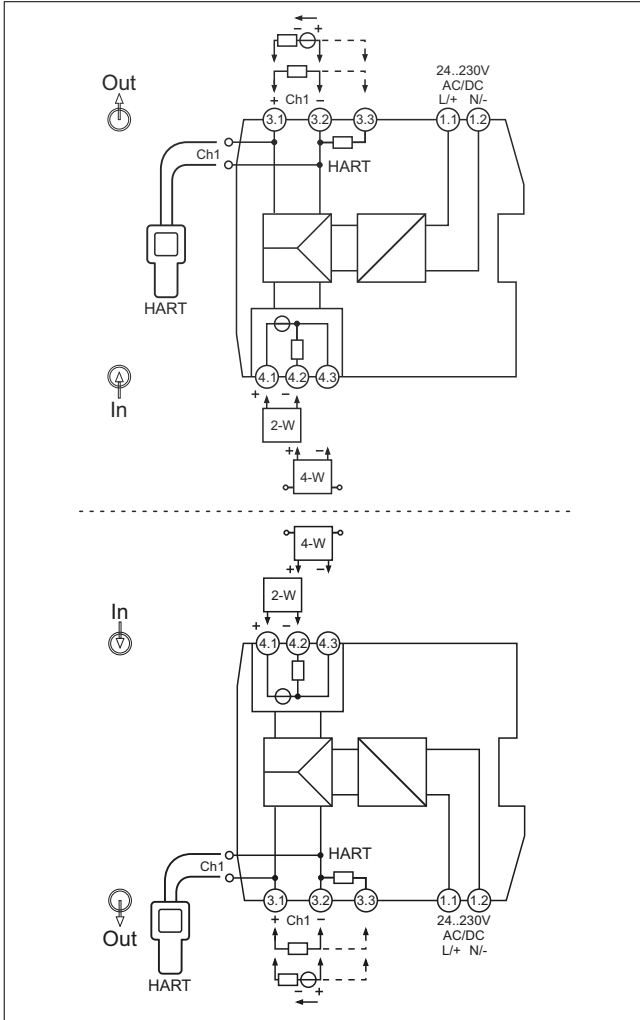 − +
24..230V
Out
AC/DC
+ Ch1 − L/+ N/-
3.1 3.2 3.3 1.1 1.2
Ch1
HART
HART
4.1 4.2 4.3
+ −
In
2-W
+ −
4-W
4-W
+ −
2-W
In
+ −
4.1 4.2 4.3
HART
Ch1
3.1 3.2 3.3 1.1 1.2
+ Ch1 − 24..230V
Out
AC/DC
L/+ N/-
HART
− +